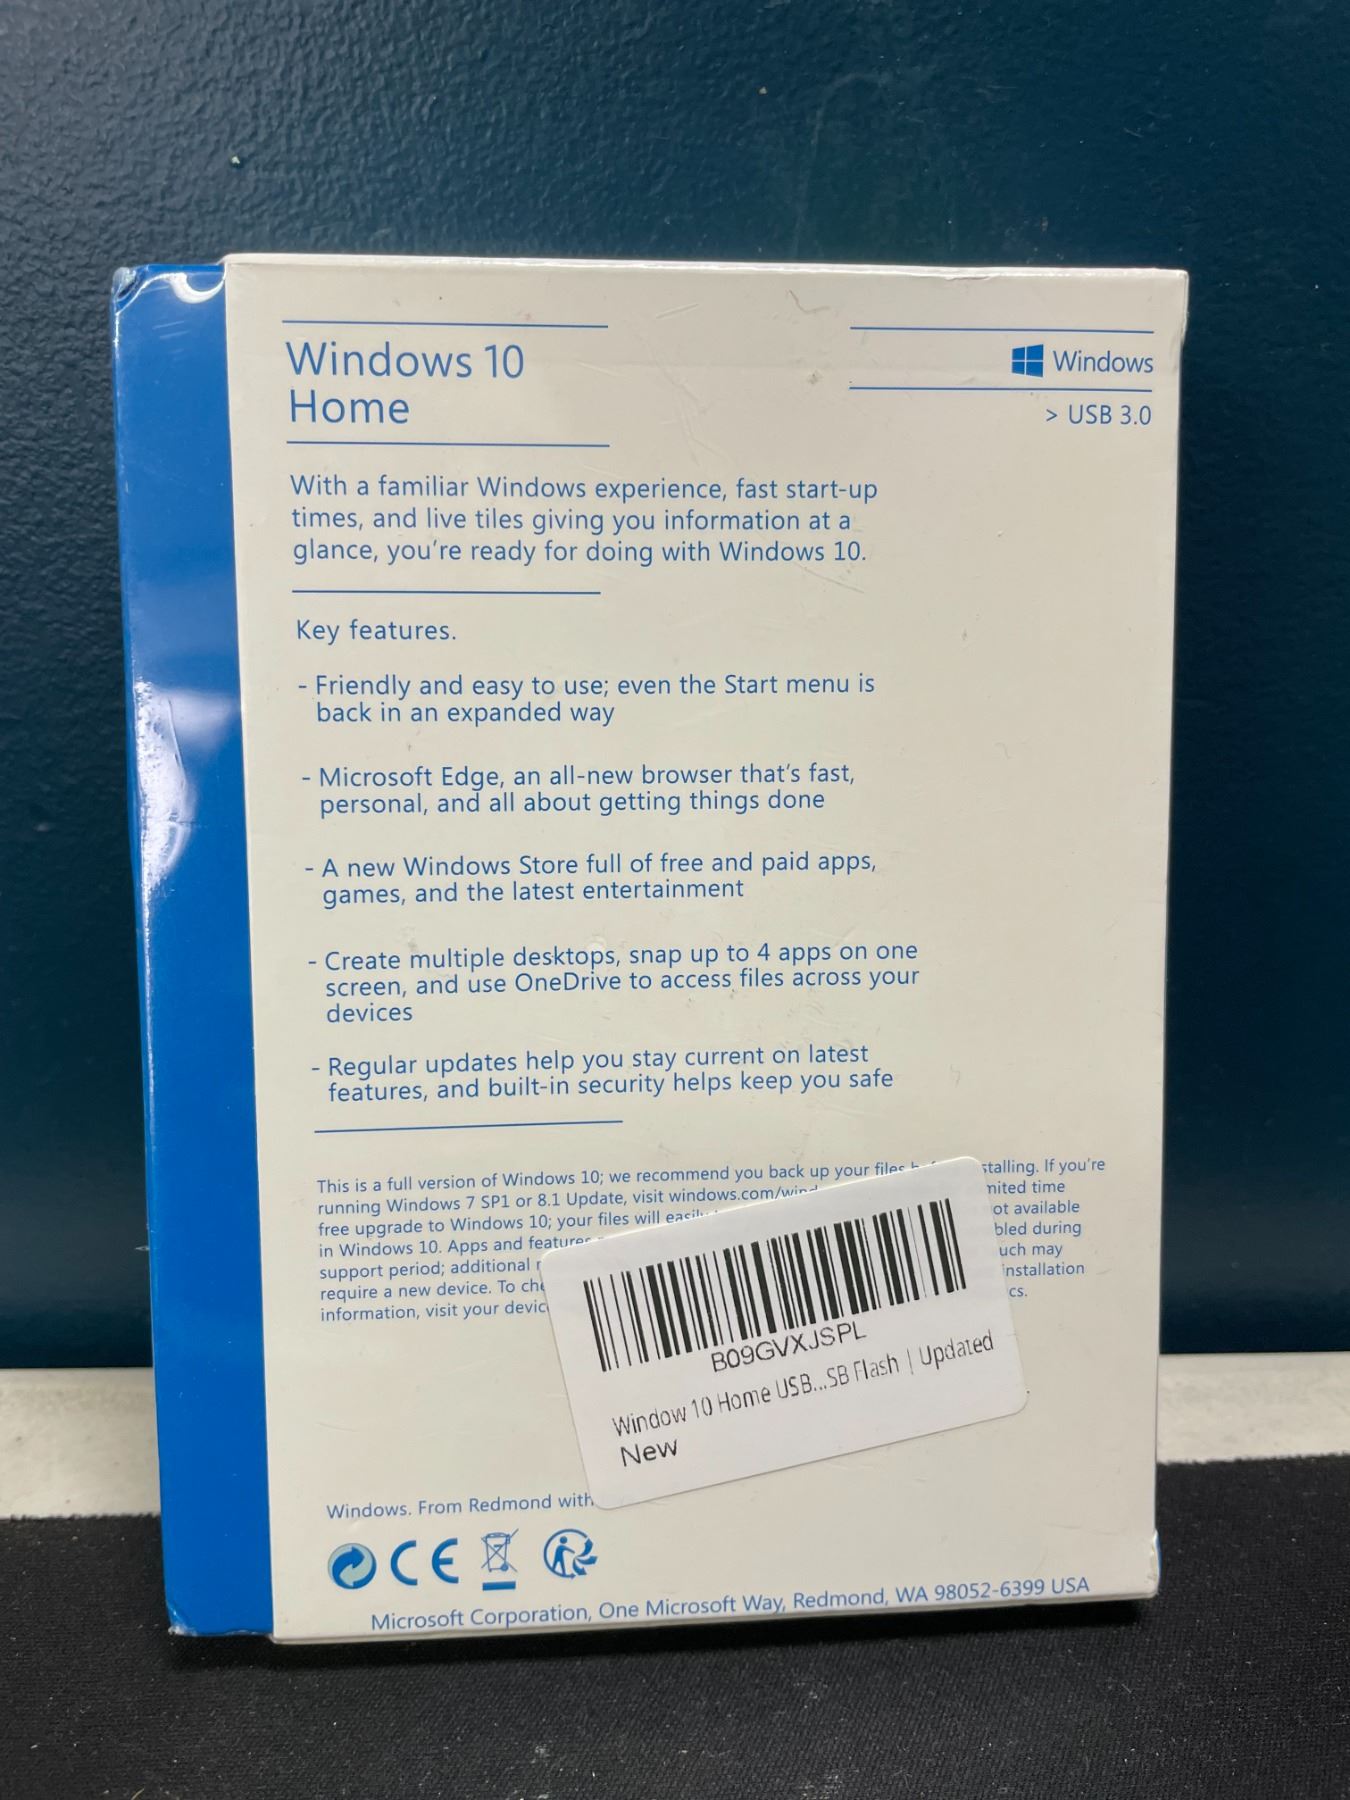 Windows 10
Home
Windows
> USB 3.0
With a familiar Windows experience, fast start-up
times, and live tiles giving you information at a
glance, you're ready for doing with Windows 10.
Key features.
- Friendly and easy to use; even the Start menu is
back in an expanded way
- Microsoft Edge, an all-new browser that's fast,
personal, and all about getting things done
- A new Windows Store full of free and paid apps,
games, and the latest entertainment
- Create multiple desktops, snap up to 4 apps on one
screen, and use OneDrive to access files across your
devices
- Regular updates help you stay current on latest
features, and built-in security helps keep you safe
This is a full version of Windows 10; we recommend you back up your files stalling. If you're
running Windows 7 SP1 or 8.1 Update, visit windows.com/wind mited time
free upgrade to Windows 10; your files will easily ot available
in Windows 10. Apps and features bled during
support period; additional uch may
require a new device. To che installation
information, visit your devic cs.
B09GVXJSPL
Window 10 Home USB...SB Flash | Updated
New
Windows. From Redmond with
CE
Microsoft Corporation, One Microsoft Way, Redmond, WA 98052-6399 USA